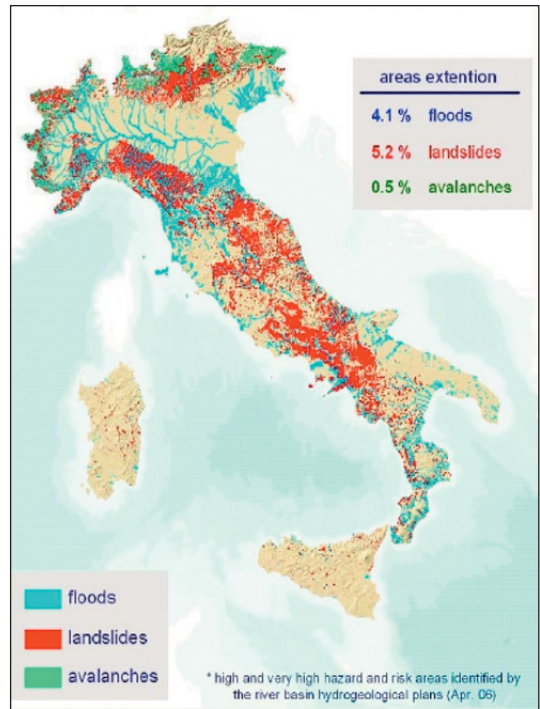 areas extention
4.1 % floods
5.2 % landslides
0.5 % avalanches
floods
landslides
avalanches
* high and very high hazard and risk areas identified by
the river basin hydrogeological plans (Apr. 06)